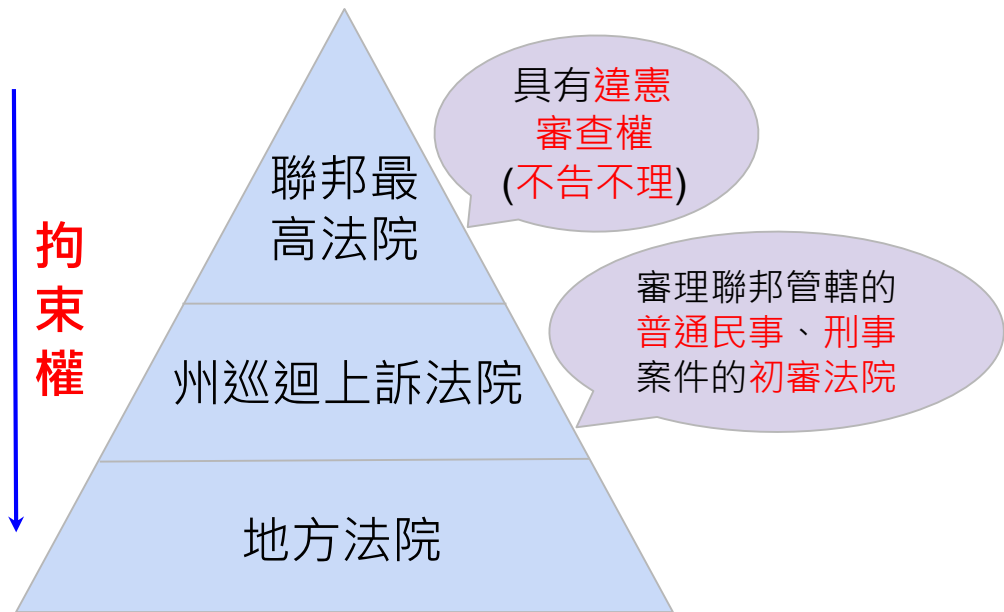 具有違憲
審查權
(不告不理)
聯邦最
高法院
拘
束
權
審理聯邦管轄的
普通民事、刑事
案件的初審法院
州巡迴上訴法院
地方法院